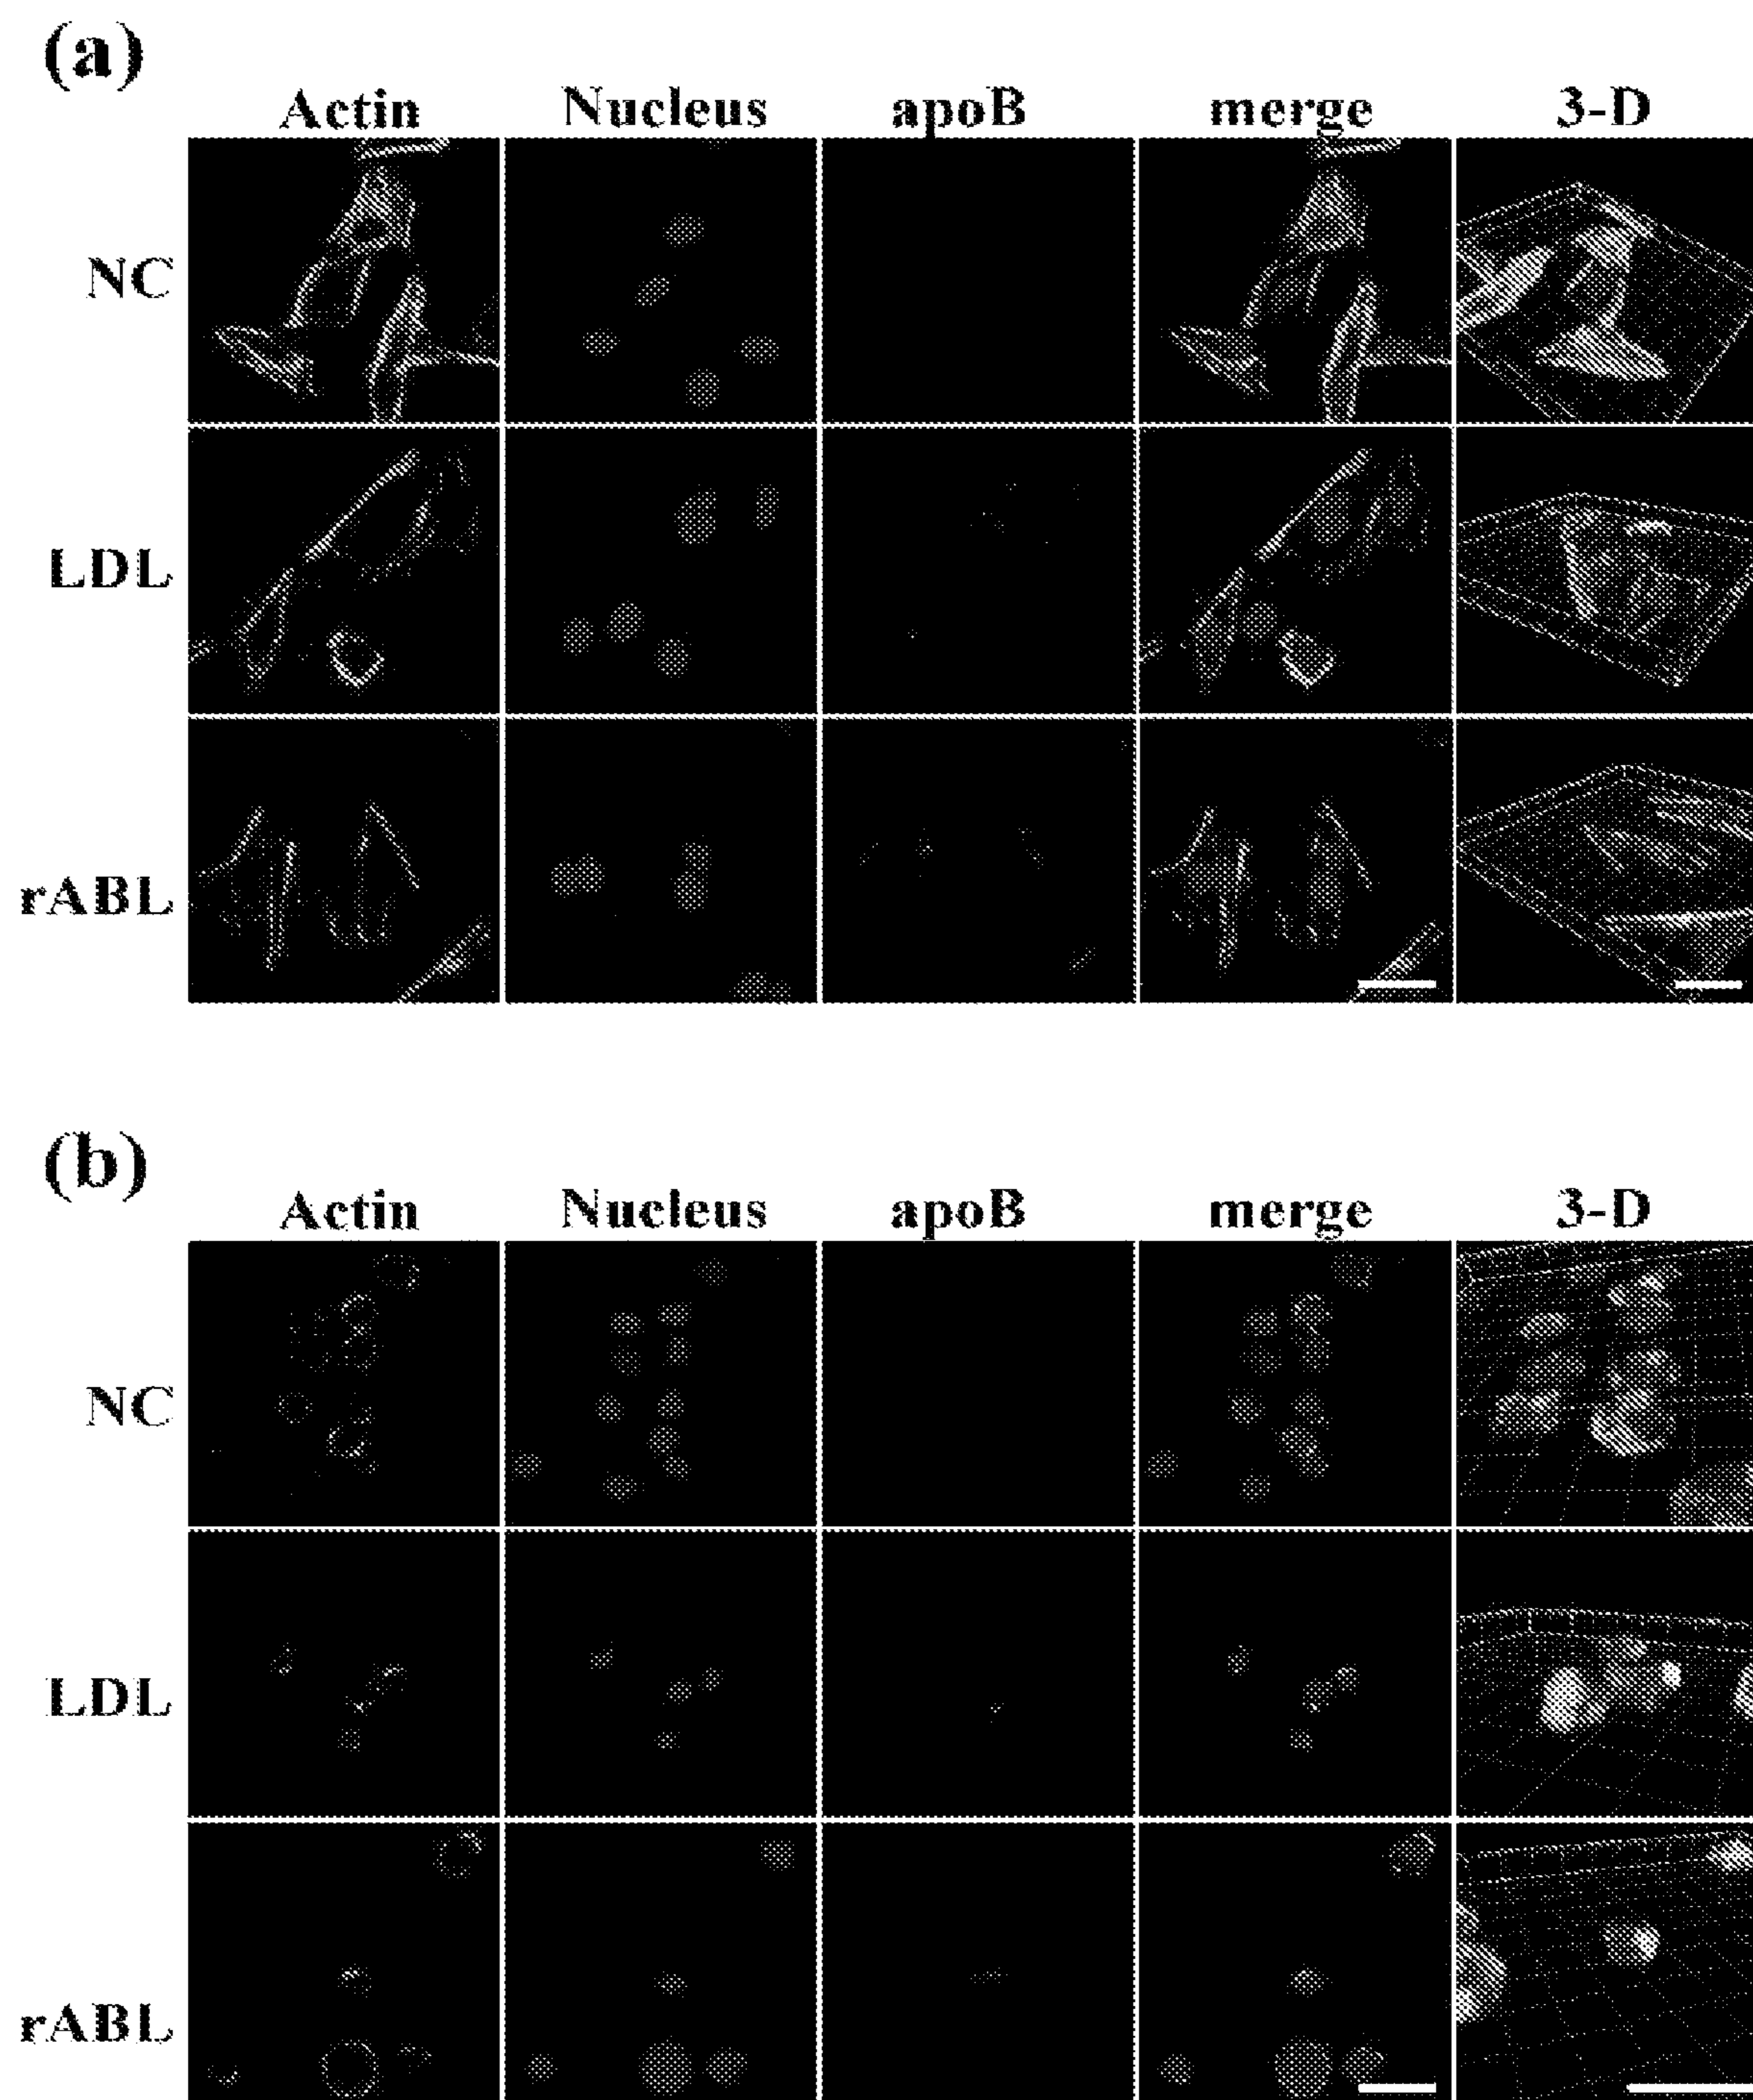 (a)
Actin Nucleus apoB merge 3-D
NC
LDL
rABL
(b)
Actin Nucleus apoB merge 3-D
NC
LDL
rABL